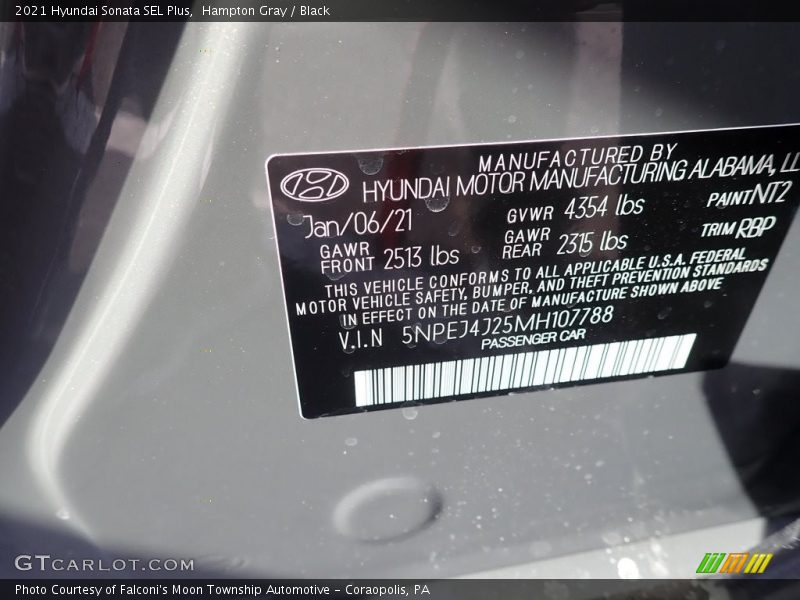 2021 Hyundai Sonata SEL Plus, Hampton Gray / Black
MANUFACTURED BY
HYUNDAI MOTOR MANUFACTURING ALABAMA,
Jan/06/21 GVWR 4354 lbs PAINT NT2
GAWR FRONT 2513 lbs GAWR REAR 2315 lbs TRIM RBP
THIS VEHICLE CONFORMS TO ALL APPLICABLE U.S.A. FEDERAL
MOTOR VEHICLE SAFETY, BUMPER, AND THEFT PREVENTION STANDARDS
IN EFFECT ON THE DATE OF MANUFACTURE SHOWN ABOVE
V.I.N 5NPEJ4J25MH107788
PASSENGER CAR
GTCARLOT.COM
Photo Courtesy of Falconi's Moon Township Automotive - Coraopolis, PA